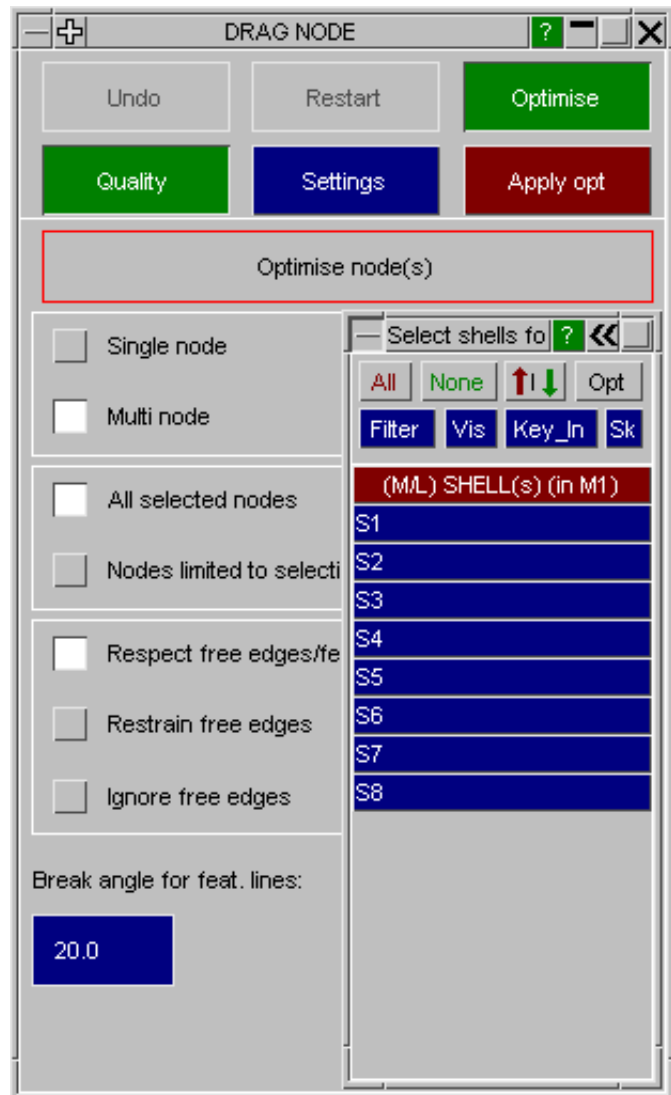 DRAG NODE ?
Undo Restart Optimise
Quality Settings Apply opt
Optimise node(s)
Single node
Multi node
All selected nodes
Nodes limited to selecti
Respect free edges/fe
Restrain free edges
Ignore free edges
Break angle for feat. lines:
20.0
Select shells fo ?
All None Opt
Filter Vis Key_In Sk
(M/L) SHELL(s) (in M1)
S1
S2
S3
S4
S5
S6
S7
S8